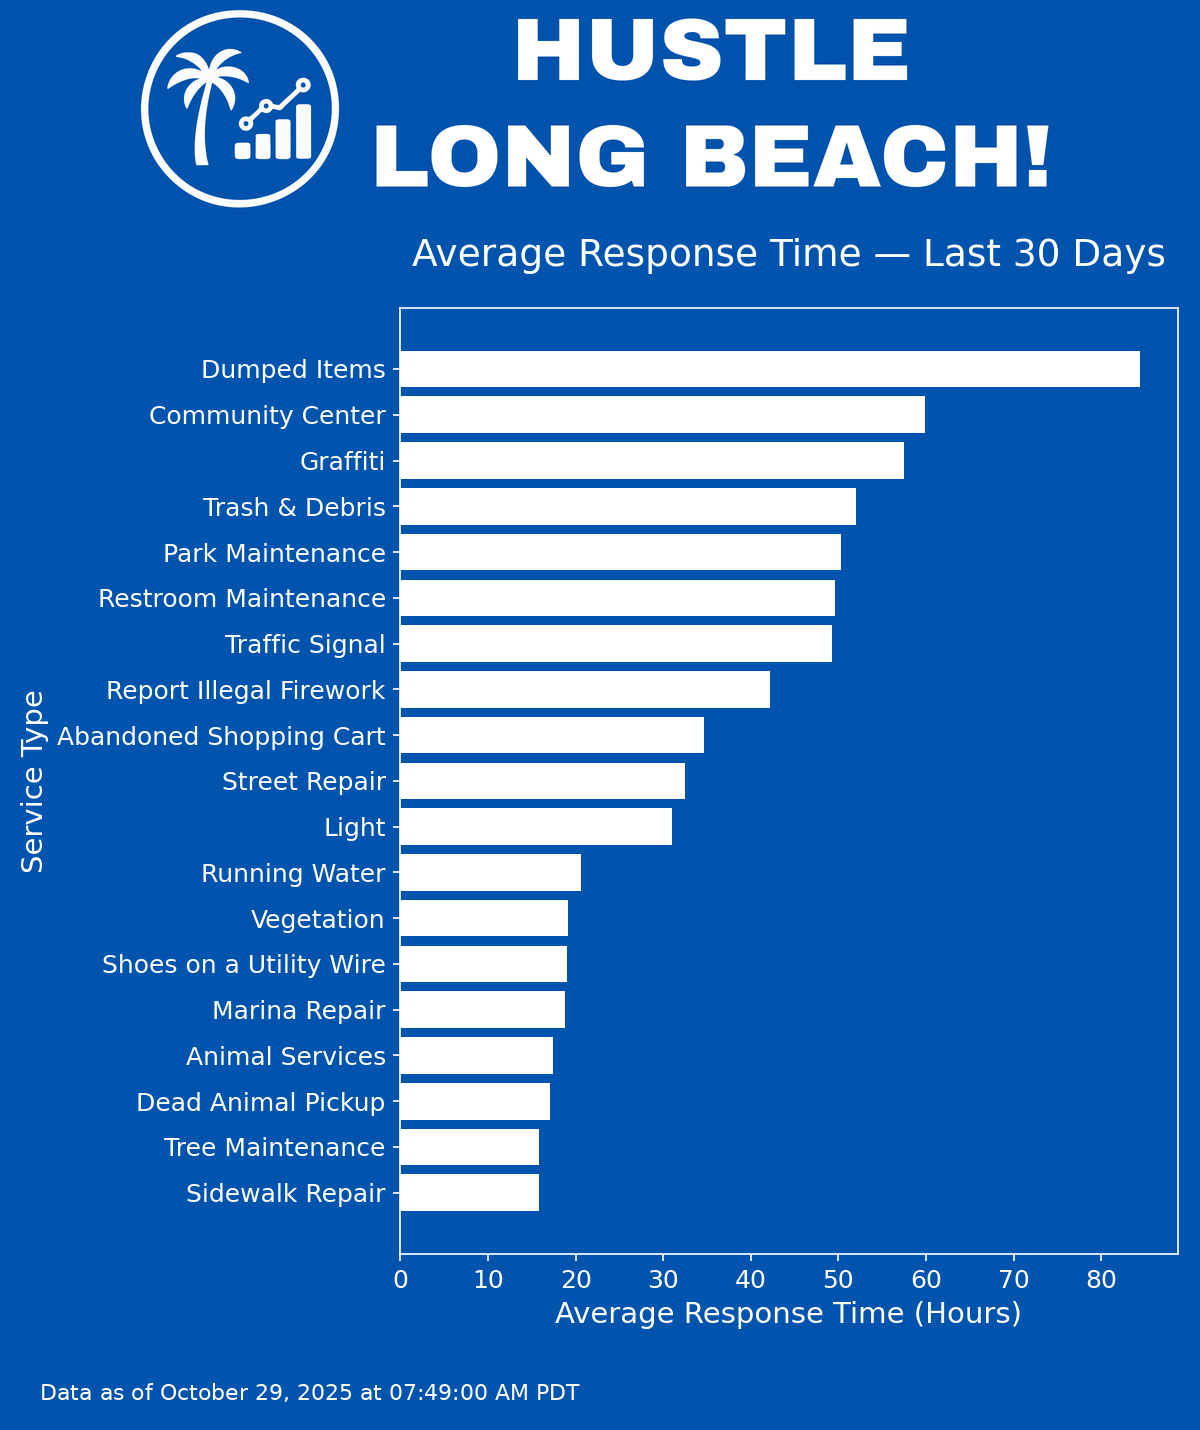 HUSTLE
LONG BEACH!
Average Response Time — Last 30 Days
Dumped Items
Community Center
Graffiti
Trash & Debris
Park Maintenance
Restroom Maintenance
Traffic Signal
Report Illegal Firework
Abandoned Shopping Cart
Street Repair
Light
Running Water
Vegetation
Shoes on a Utility Wire
Marina Repair
Animal Services
Dead Animal Pickup
Tree Maintenance
Sidewalk Repair
Service Type
0 10 20 30 40 50 60 70 80
Average Response Time (Hours)
Data as of October 29, 2025 at 07:49:00 AM PDT